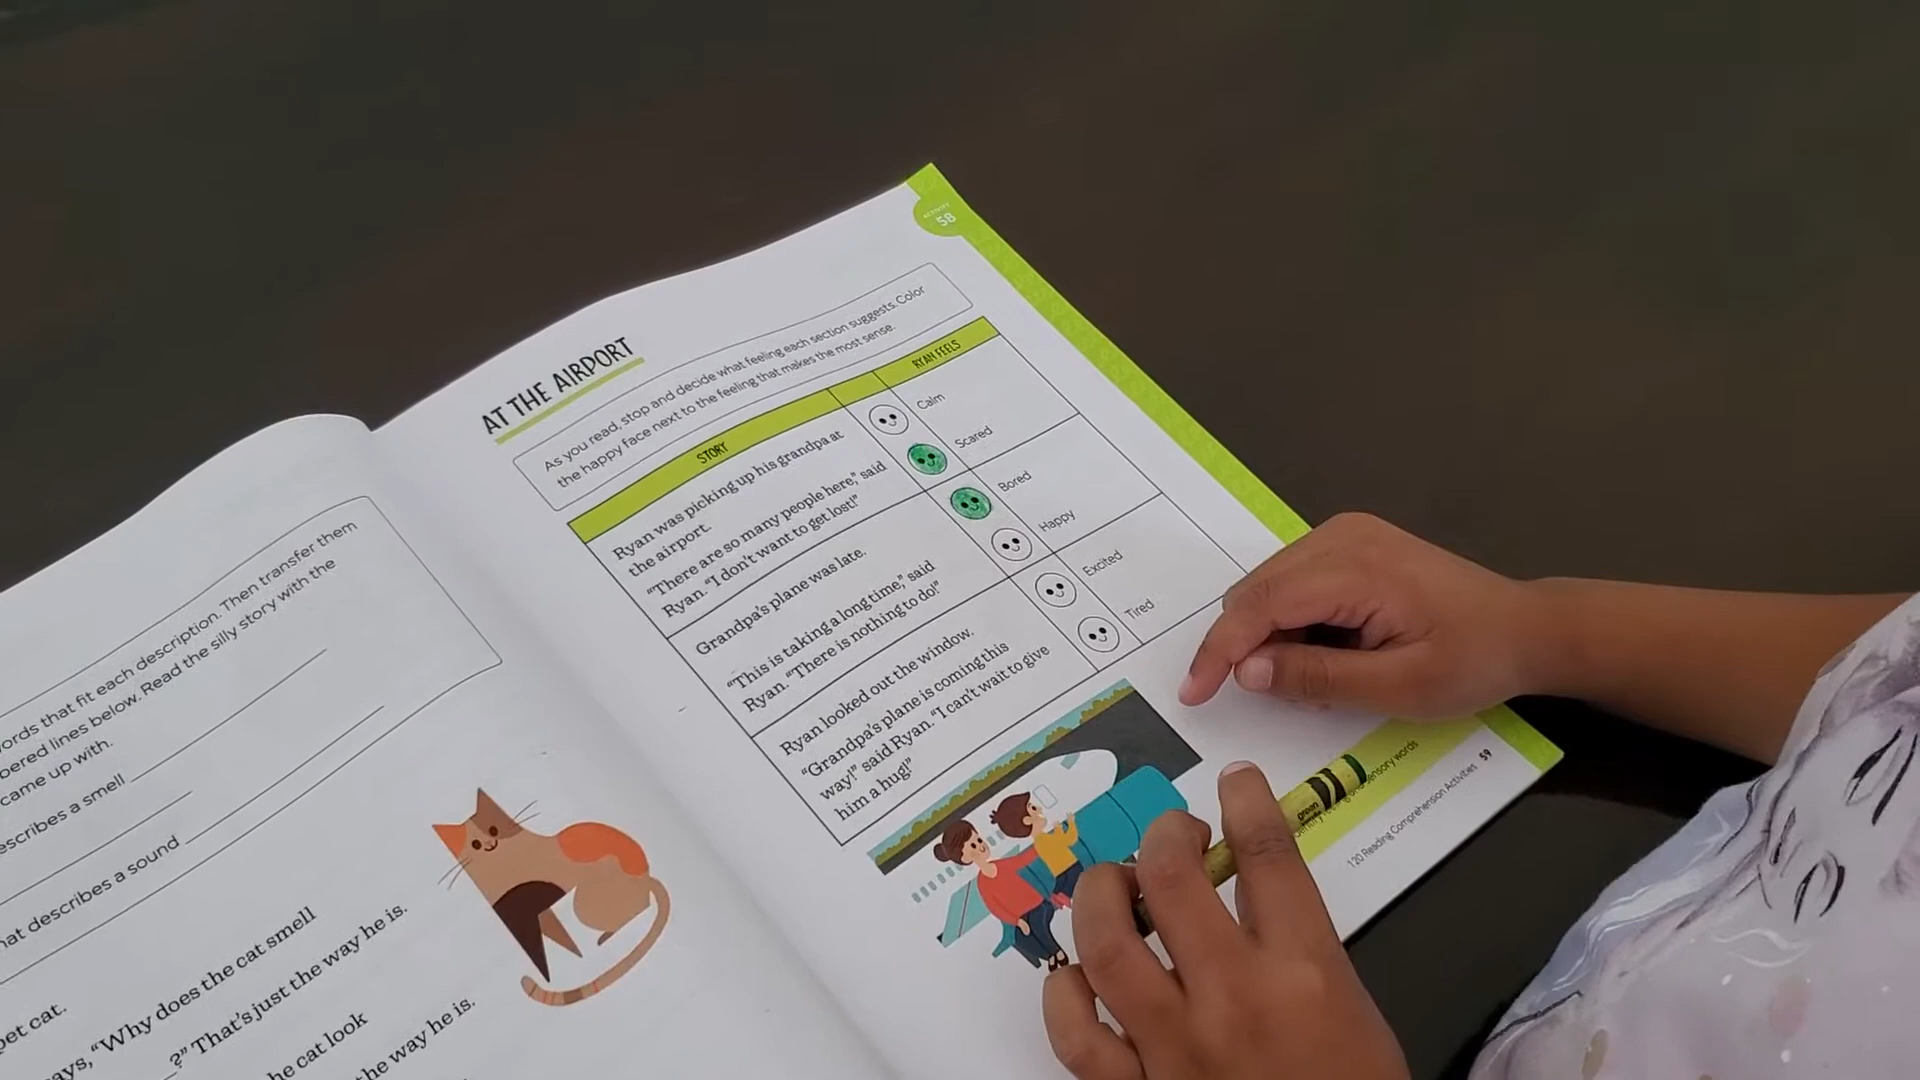 ords that fit each description. Then transfer them
bered lines below. Read the silly story with the
came up with.
escribes a smell
hat describes a sound
pet cat.
ays, “Why does the cat smell
?” That's just the way he is.
he cat look
the way he is.
ACTIVITY
58
AT THE AIRPORT
As you read, stop and decide what feeling each section suggests. Color
the happy face next to the feeling that makes the most sense.
STORY
RYAN FEELS
Ryan was picking up his grandpa at
the airport.
“There are so many people here,” said
Ryan. “I don't want to get lost!”
Calm
Scared
Grandpa's plane was late.
“This is taking a long time,” said
Ryan. “There is nothing to do!”
Bored
Happy
Ryan looked out the window.
“Grandpa's plane is coming this
way!” said Ryan. “I can't wait to give
him a hug!”
Excited
Tired
green
sensory words
120 Reading Comprehension Activities 59